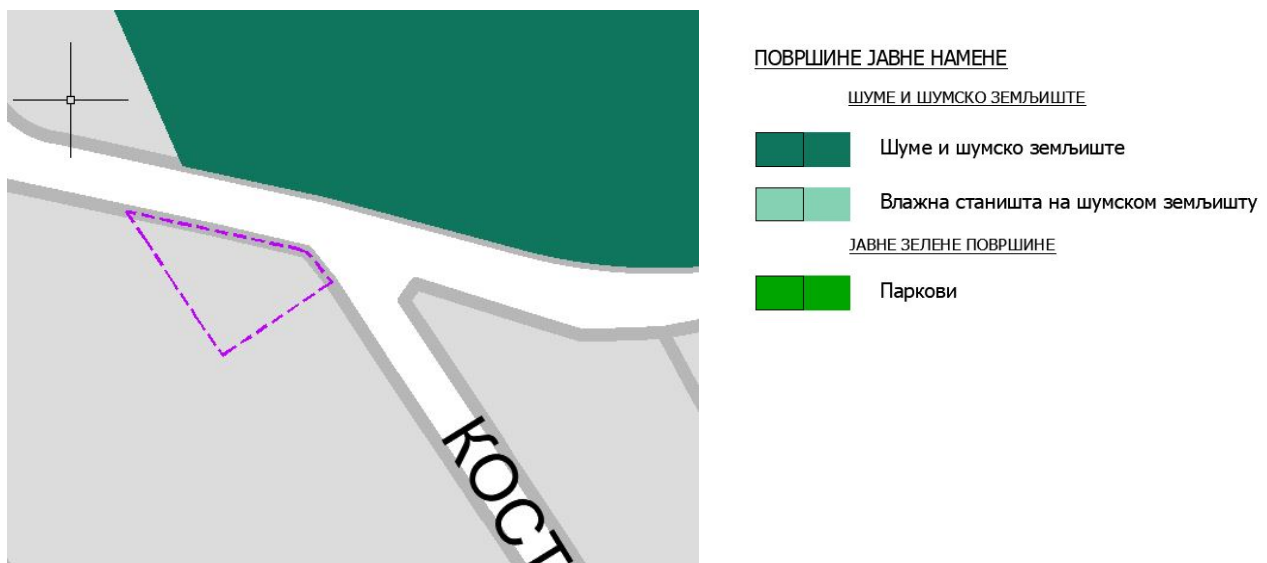 ПОВРШИНЕ ЈАВНЕ НАМЕНЕ
ШУМЕ И ШУМСКО ЗЕМЉИШТЕ
Шуме и шумско земљиште
Влажна станишта на шумском земљишту
ЈАВНЕ ЗЕЛЕНЕ ПОВРШИНЕ
Паркови
КОСТ